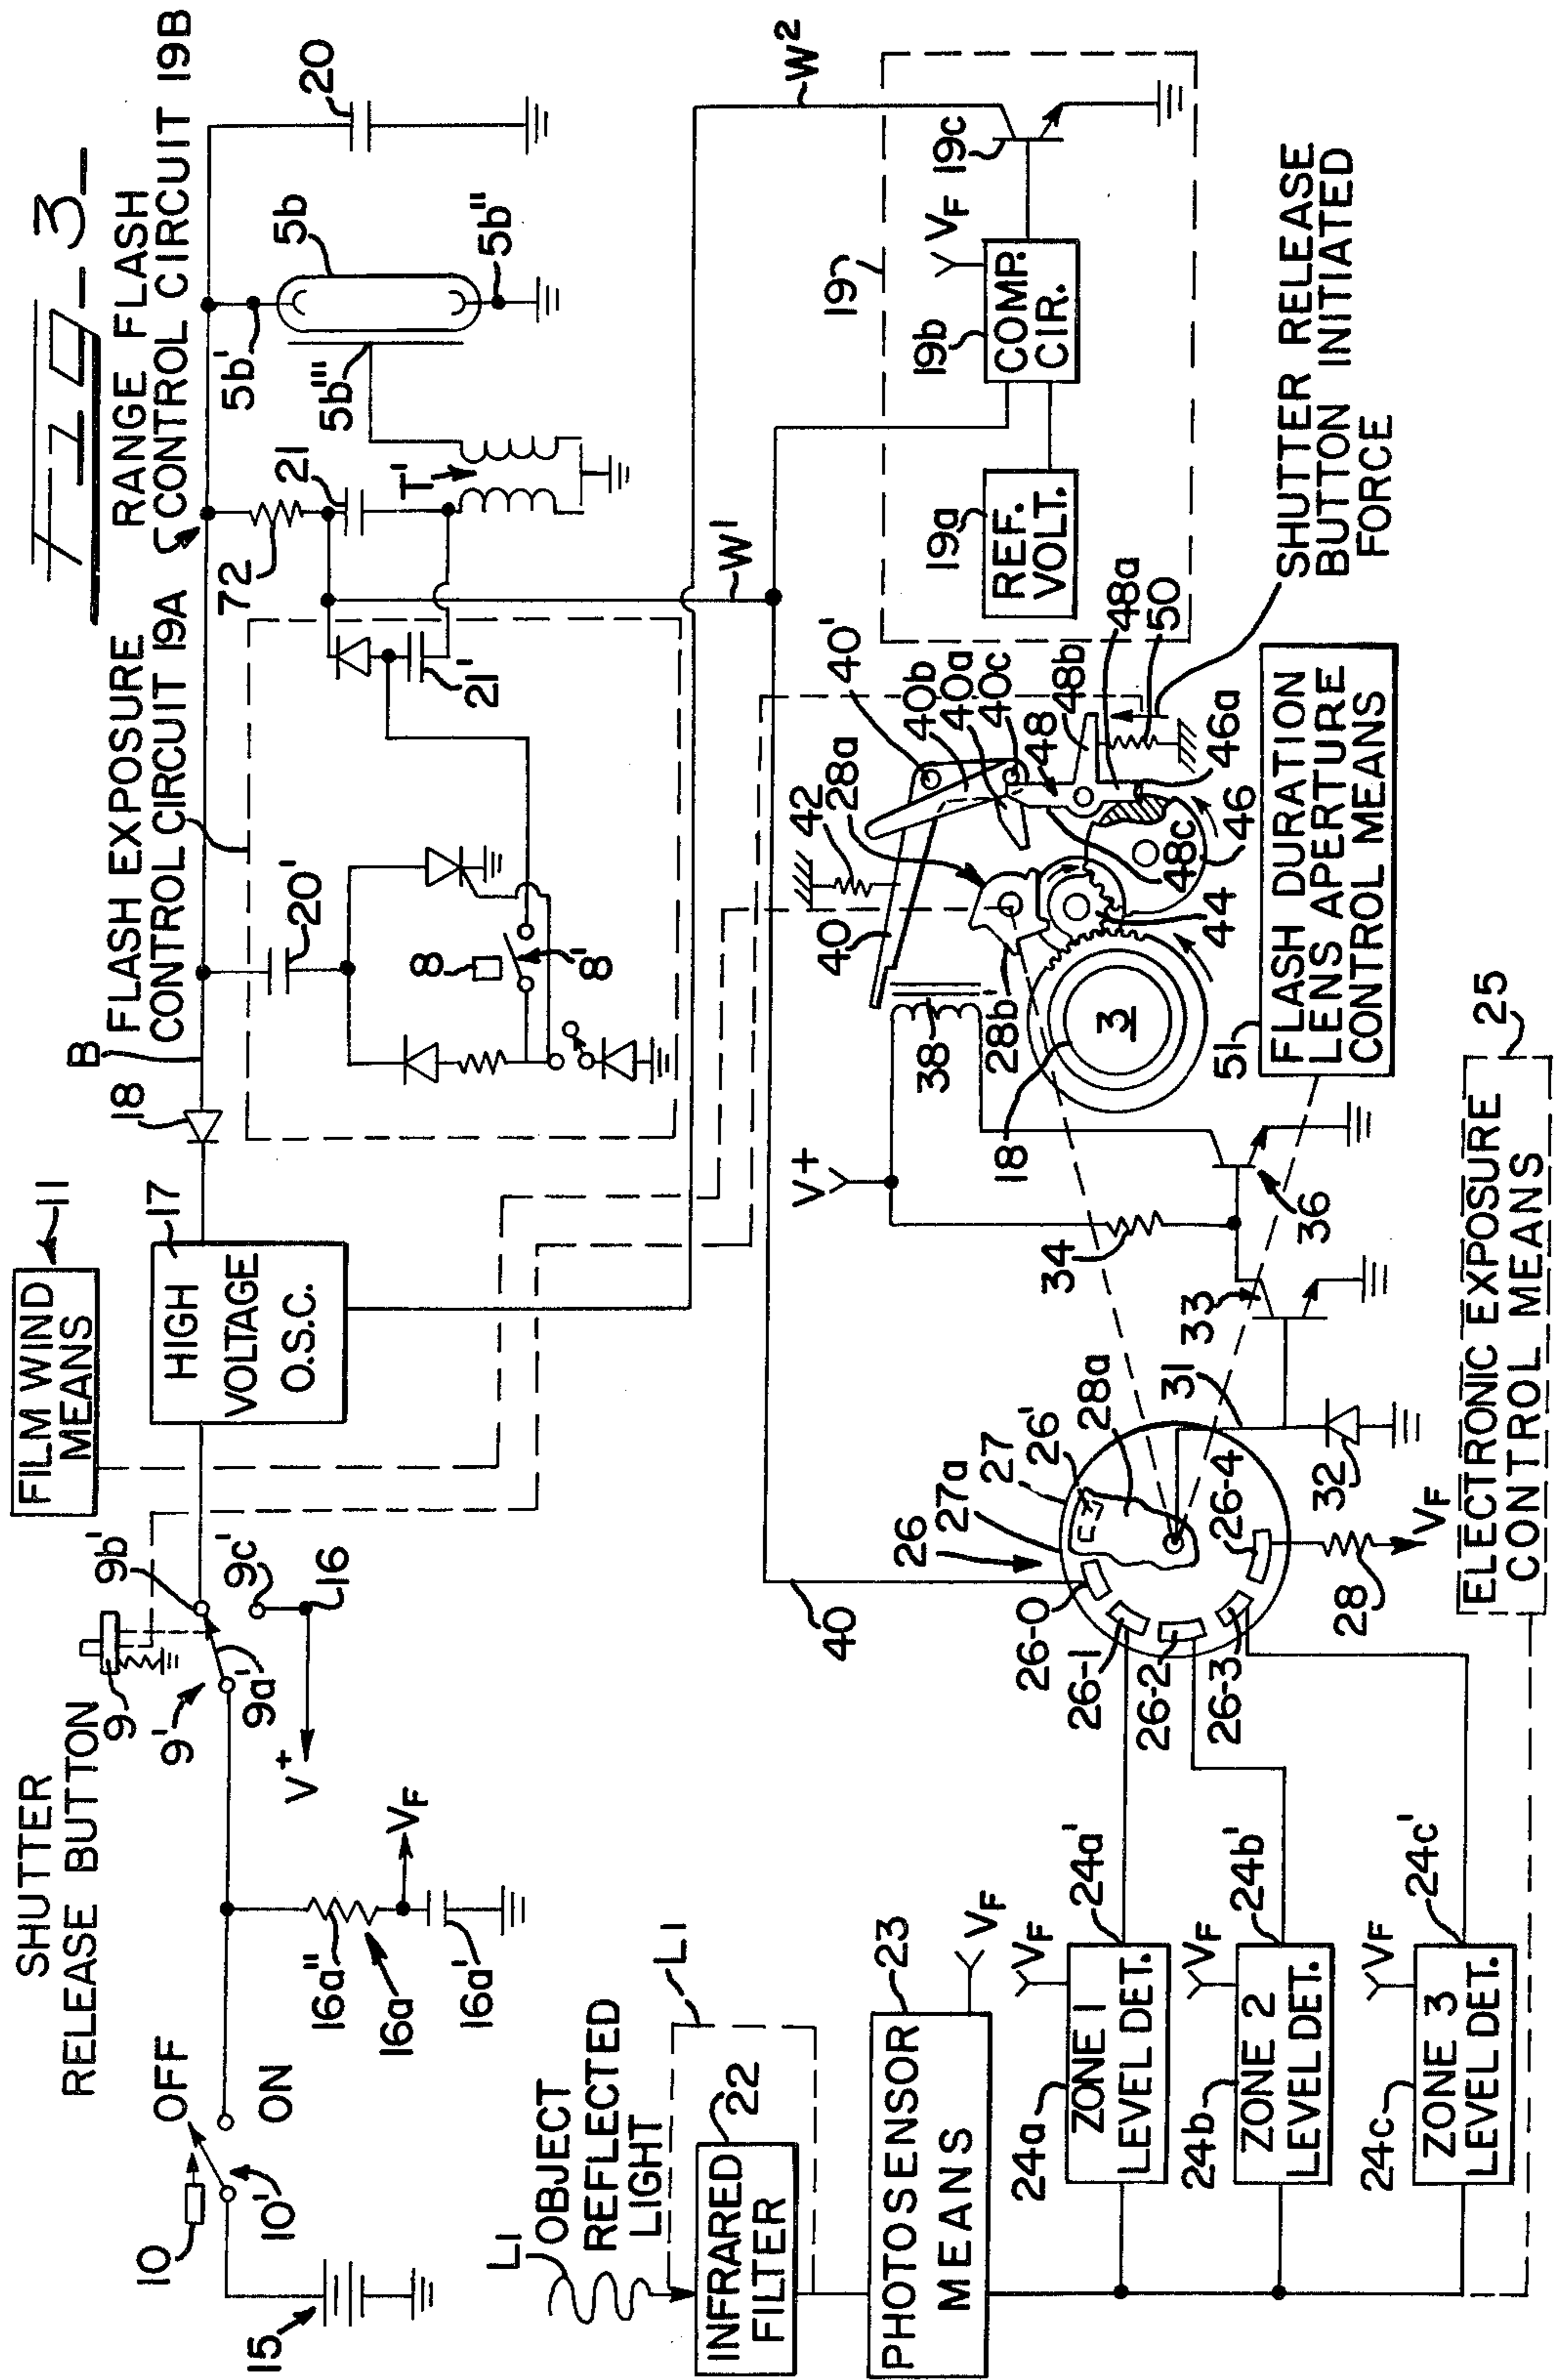 FIG-3-
FILM WIND
MEANS
11
SHUTTER
RELEASE BUTTON
OFF
ON
10
10'
15
9
9'
9a'
9b'
9c'
16
V+
16a"
16a
16a'
VF
HIGH
VOLTAGE
O.S.C.
17
18
B
FLASH EXPOSURE
CONTROL CIRCUIT 19A
RANGE FLASH
CONTROL CIRCUIT 19B
20'
8
8'
21'
72
21
T'
5b'
5b
5b"
5b'''
20
W1
W2
L1
OBJECT
REFLECTED
LIGHT
L1
INFRARED
FILTER
22
PHOTOSENSOR
MEANS
23
VF
24a
ZONE 1
LEVEL DET.
VF
24a'
24b
ZONE 2
LEVEL DET.
VF
24b'
24c
ZONE 3
LEVEL DET.
VF
24c'
40
26
27a
27
26'
28a
26-0
26-1
26-2
26-3
26-4
28
VF
31
32
33
34
36
V+
38
40
42
28a
28b
18
3
40'
40b
40a
40c
48
48b
48a
50
46a
46
48c
44
51
FLASH DURATION
LENS APERTURE
CONTROL MEANS
SHUTTER RELEASE
BUTTON INITIATED
FORCE
19
19a
REF.
VOLT.
19b
COMP.
CIR.
VF
19c
ELECTRONIC EXPOSURE
CONTROL MEANS
25